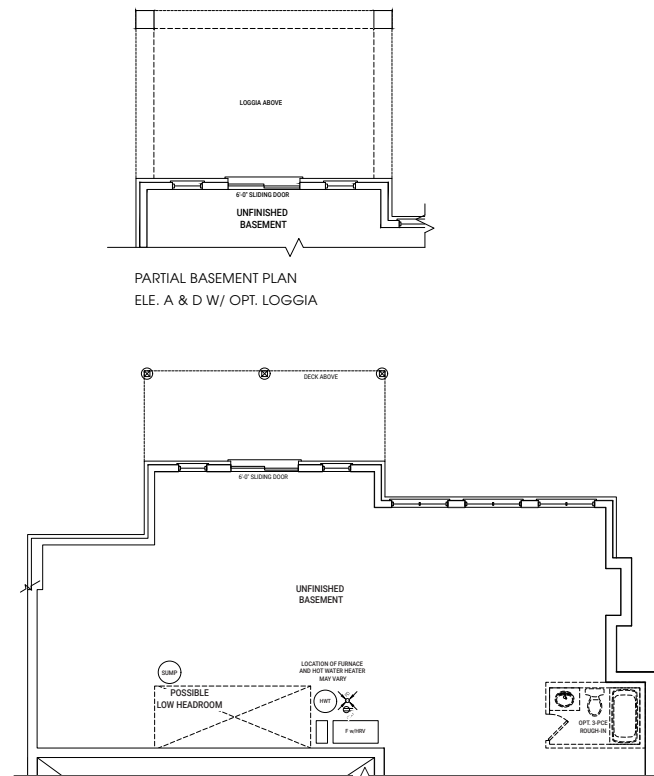 LOGGIA ABOVE
6'-0" SLIDING DOOR
UNFINISHED
BASEMENT
PARTIAL BASEMENT PLAN
ELE. A & D W/ OPT. LOGGIA
DECK ABOVE
6'-0" SLIDING DOOR
UNFINISHED
BASEMENT
SUMP
POSSIBLE
LOW HEADROOM
LOCATION OF FURNACE
AND HOT WATER HEATER
MAY VARY
HWT
F w/HRV
OPT. 3-PCE
ROUGH-IN